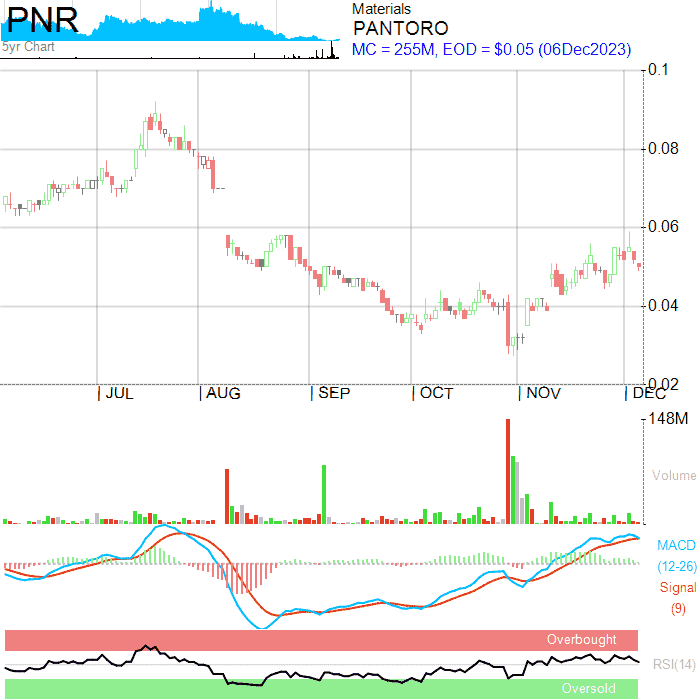 PNR
5yr Chart
Materials
PANTORO
MC = 255M, EOD = $0.05 (06Dec2023)
0.1
0.08
0.06
0.04
0.02
JUL AUG SEP OCT NOV DEC
148M
Volume
MACD
(12-26)
Signal
(9)
Overbought
RSI(14)
Oversold